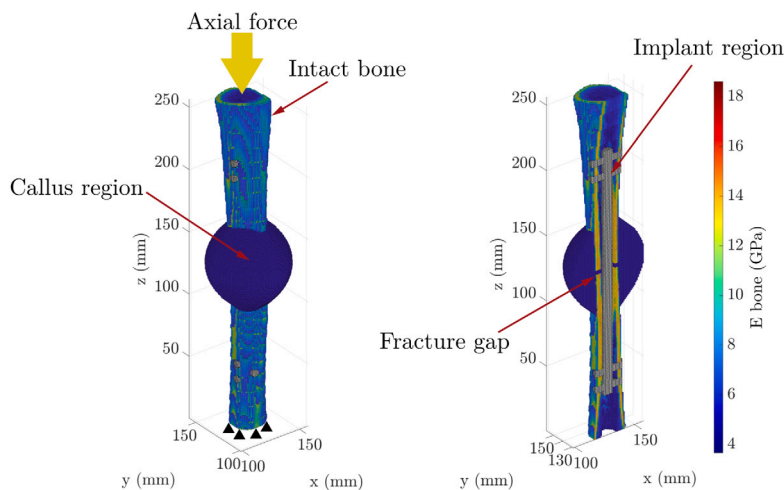 Axial force
Intact bone
Callus region
250
200
150
100
50
z (mm)
150
100
y (mm)
100
150
x (mm)
Implant region
Fracture gap
250
200
150
100
50
z (mm)
150
130
y (mm)
100
150
x (mm)
18
16
14
12
10
8
6
4
E bone (GPa)